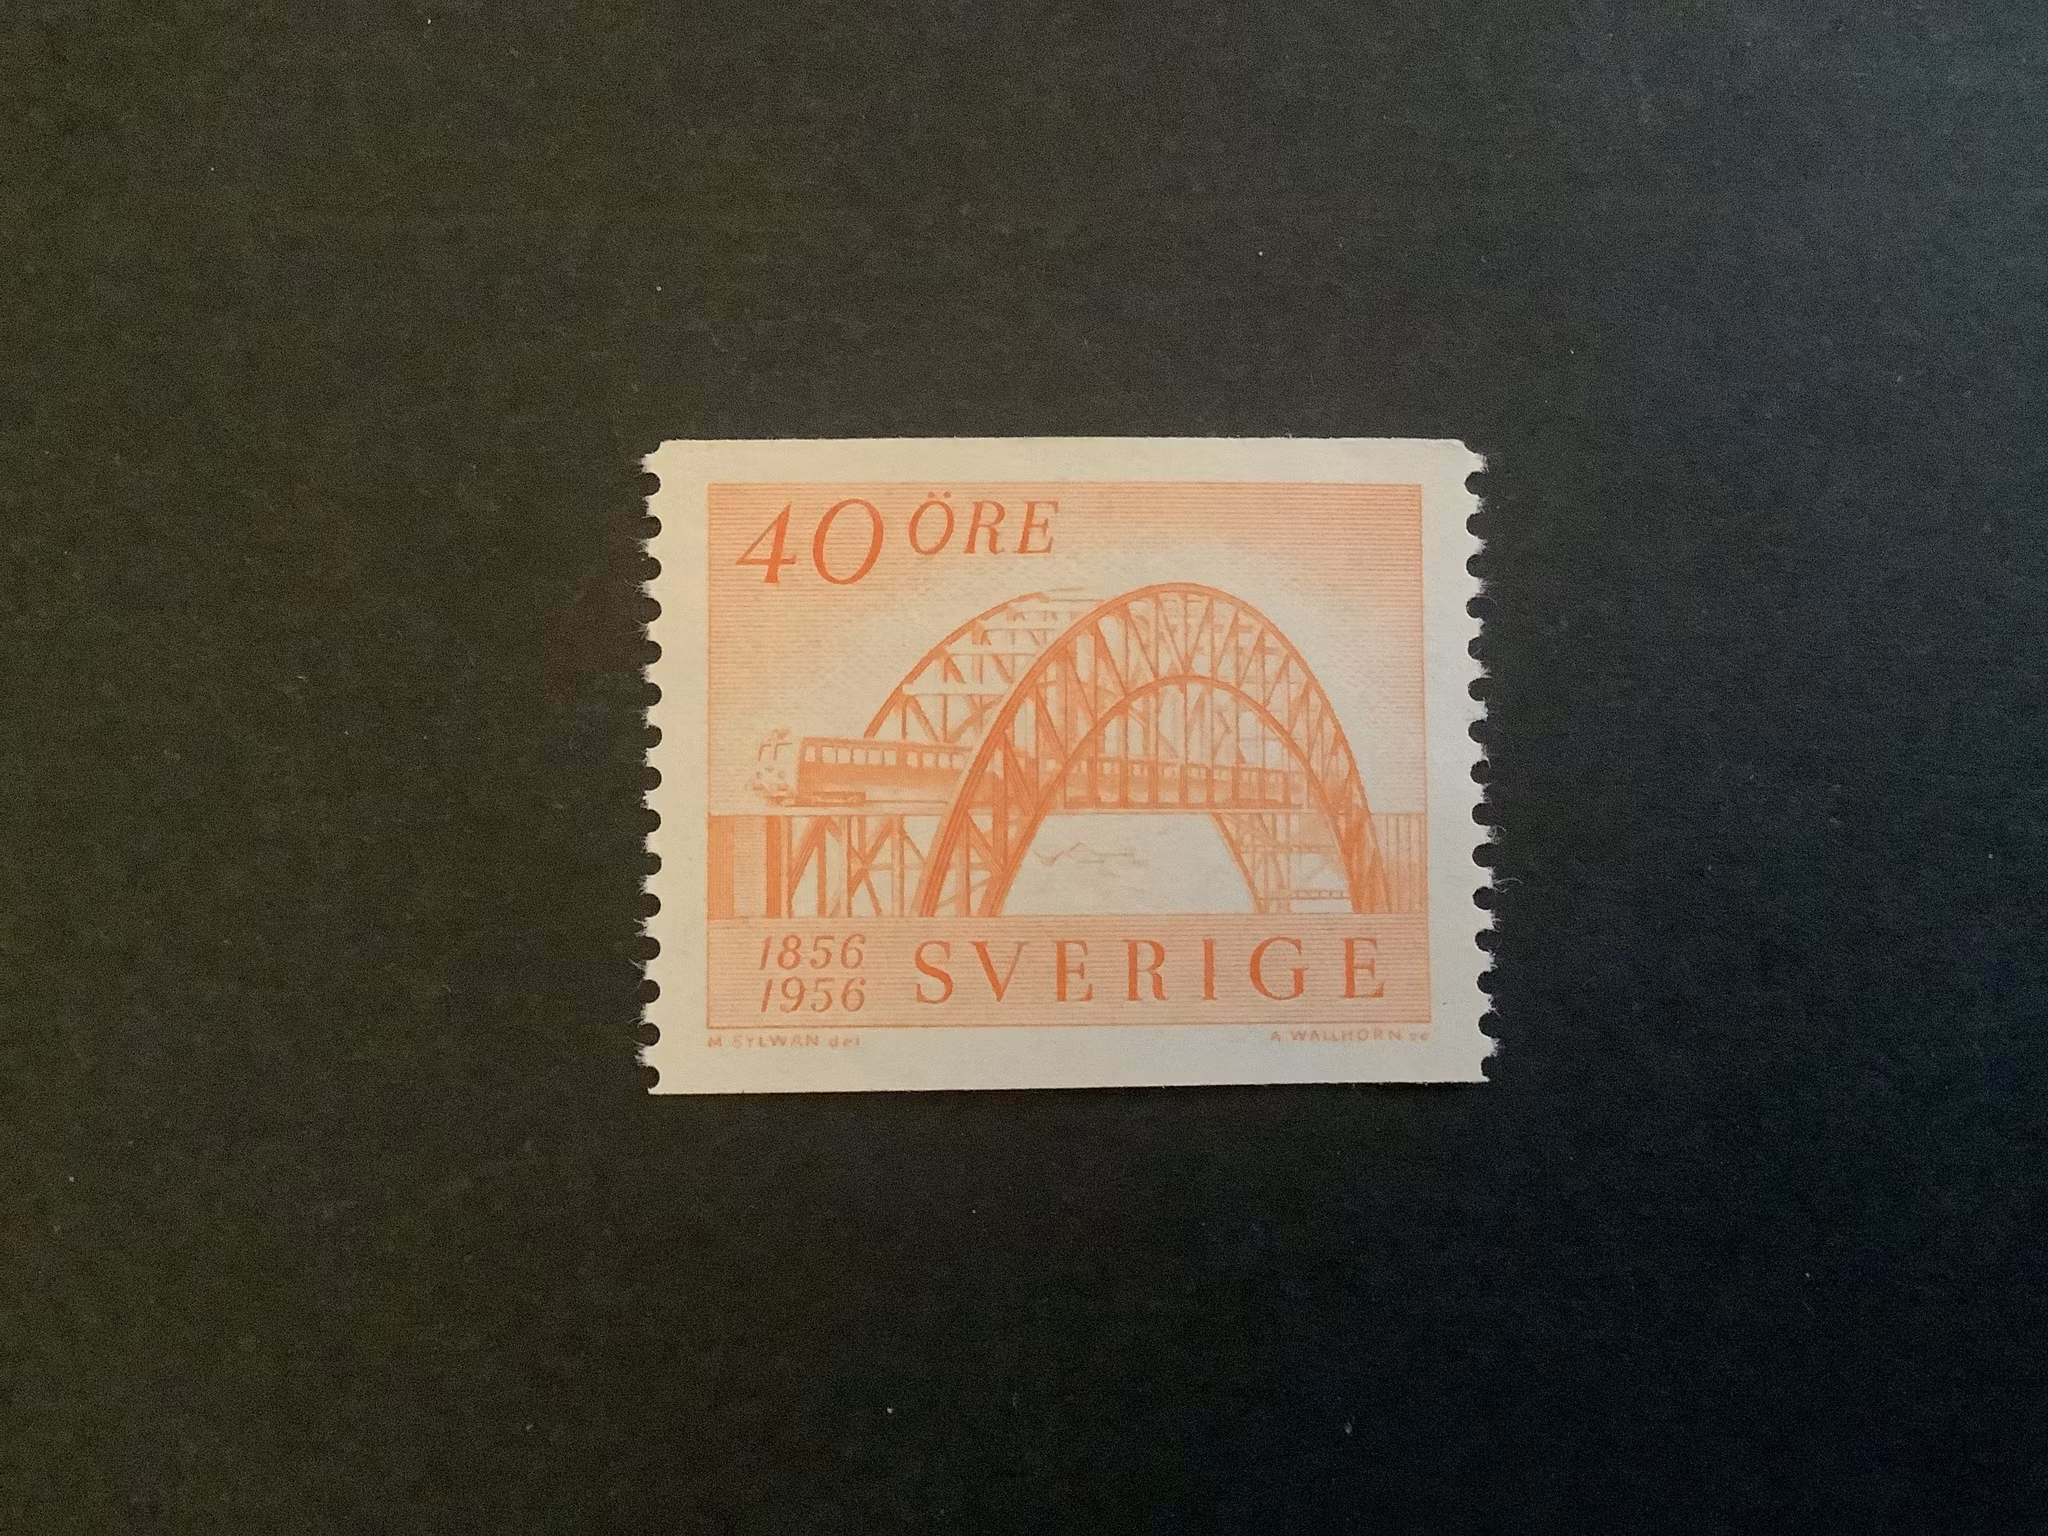 40 ÖRE
1856
1956
SVERIGE
M SYLWAN del
A WALLHORN sc